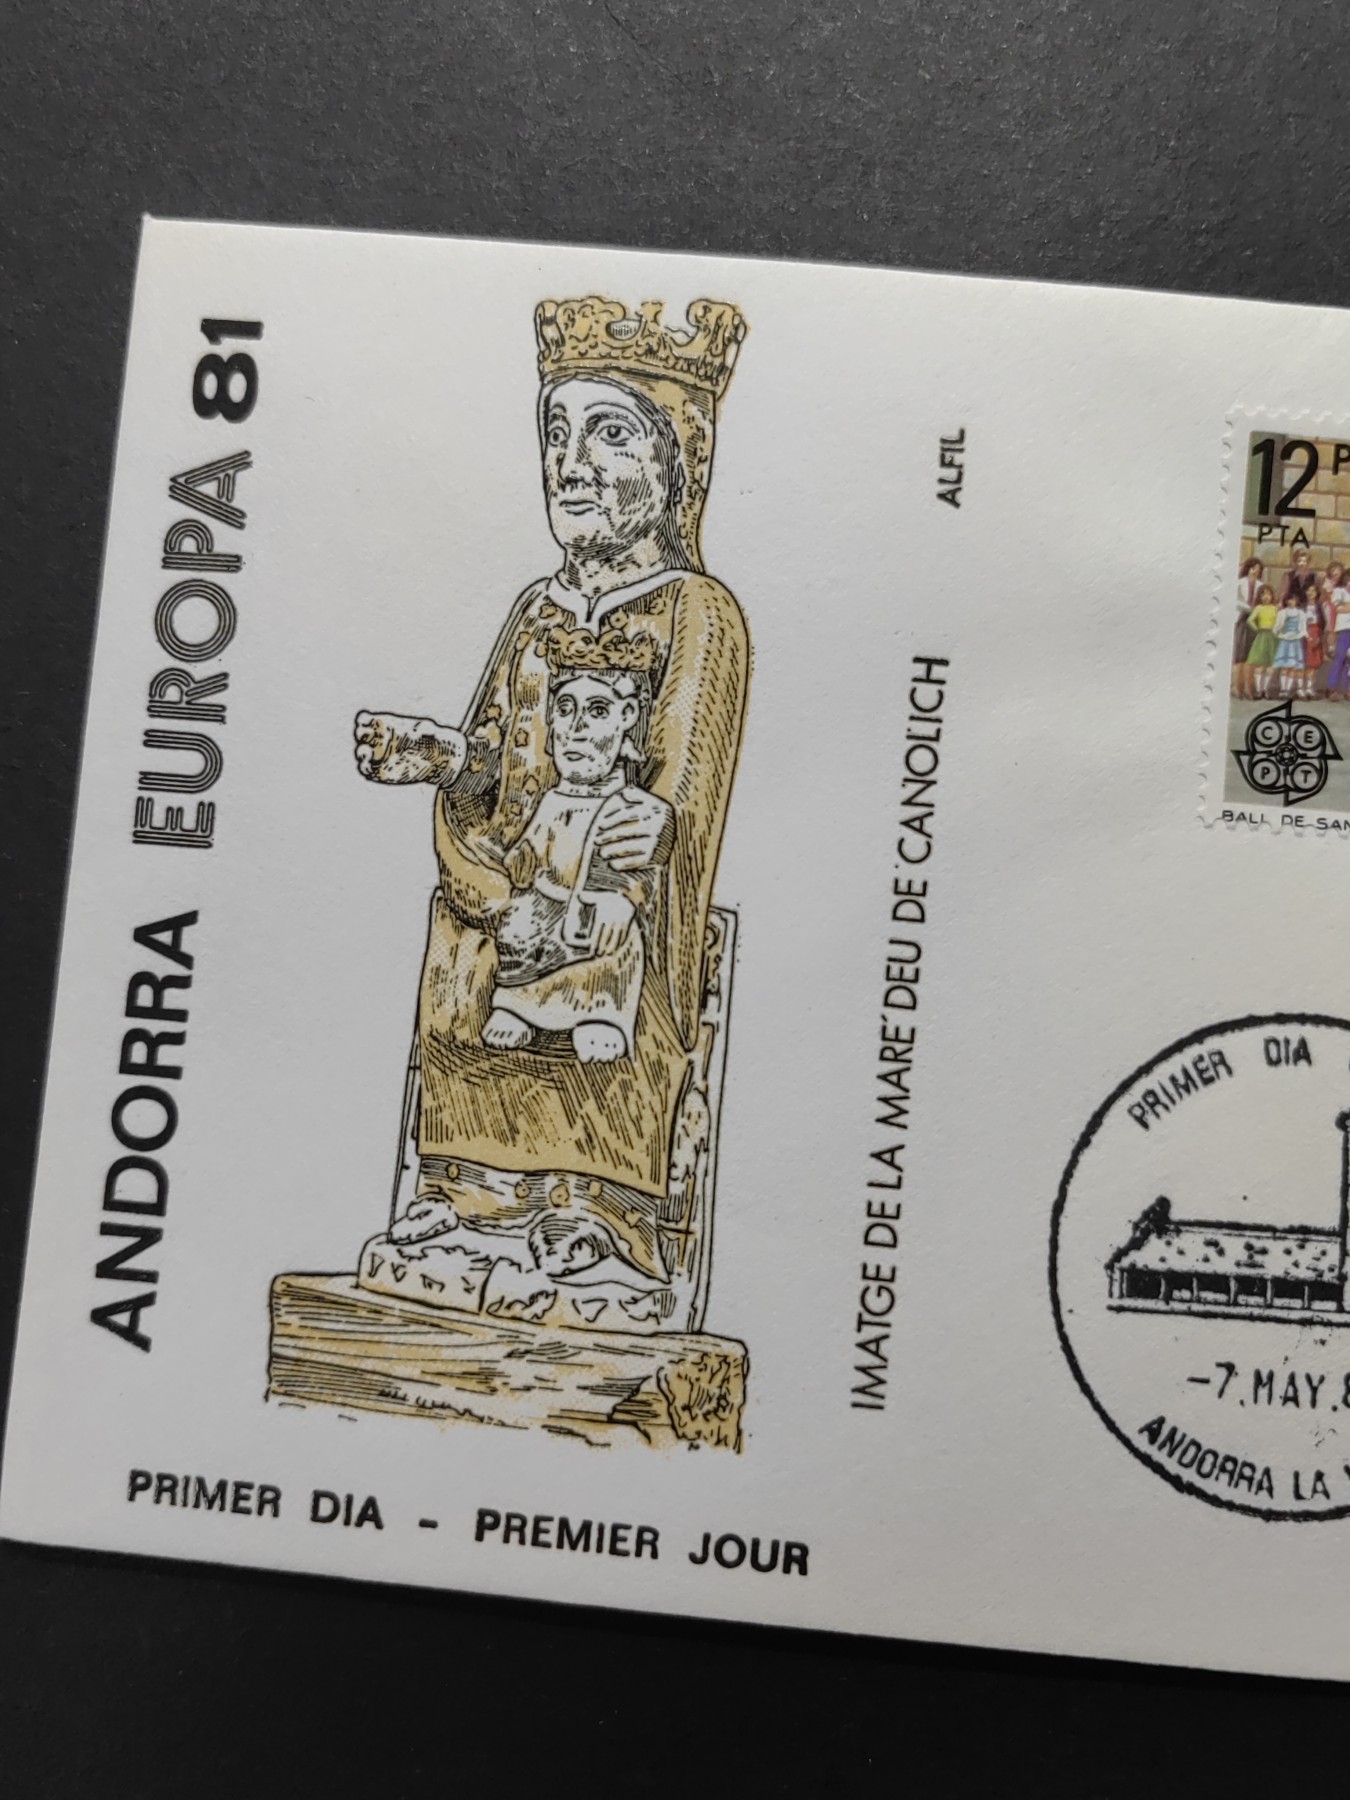 ANDORRA EUROPA 81
PRIMER DIA - PREMIER JOUR
IMATGE DE LA MARE DEU DE CANOLICH
ALFIL
12
PTA
C E
P T
BALL DE SAN
PRIMER DIA
-7.MAY.8
ANDORRA LA